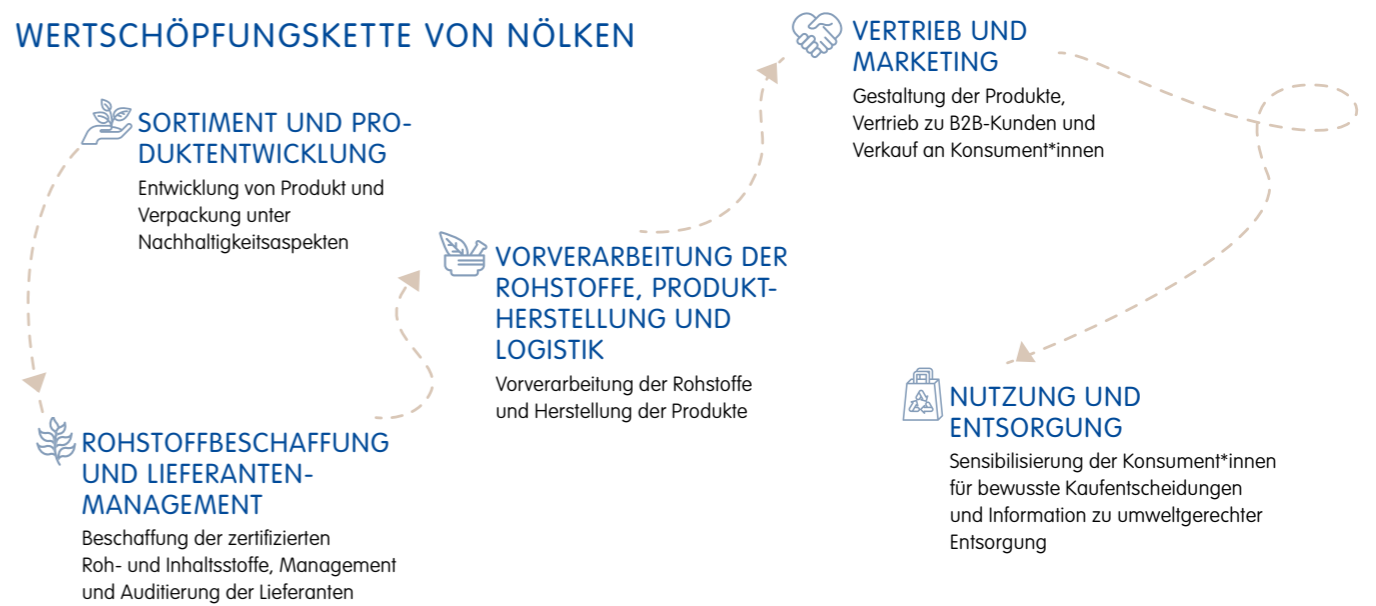 WERTSCHÖPFUNGSKETTE VON NÖLKEN
SORTIMENT UND PRO-
DUKTENTWICKLUNG
Entwicklung von Produkt und
Verpackung unter
Nachhaltigkeitsaspekten
ROHSTOFFBESCHAFFUNG
UND LIEFERANTEN-
MANAGEMENT
Beschaffung der zertifizierten
Roh- und Inhaltsstoffe, Management
und Auditierung der Lieferanten
VORVERARBEITUNG DER
ROHSTOFFE, PRODUKT-
HERSTELLUNG UND
LOGISTIK
Vorverarbeitung der Rohstoffe
und Herstellung der Produkte
VERTRIEB UND
MARKETING
Gestaltung der Produkte,
Vertrieb zu B2B-Kunden und
Verkauf an Konsument*innen
NUTZUNG UND
ENTSORGUNG
Sensibilisierung der Konsument*innen
für bewusste Kaufentscheidungen
und Information zu umweltgerechter
Entsorgung